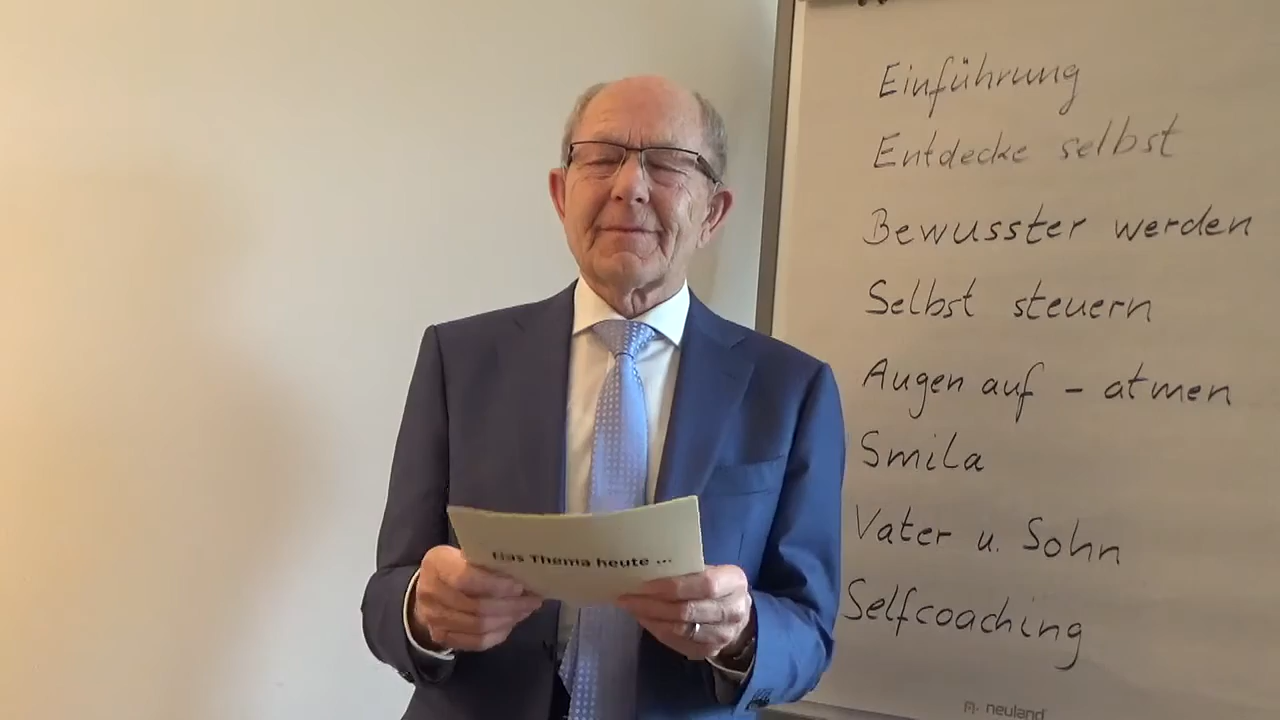 Einführung
Entdecke selbst
Bewusster werden
Selbst steuern
Augen auf – atmen
Smila
Vater u. Sohn
Selfcoaching
neuland
Das Thema heute ...